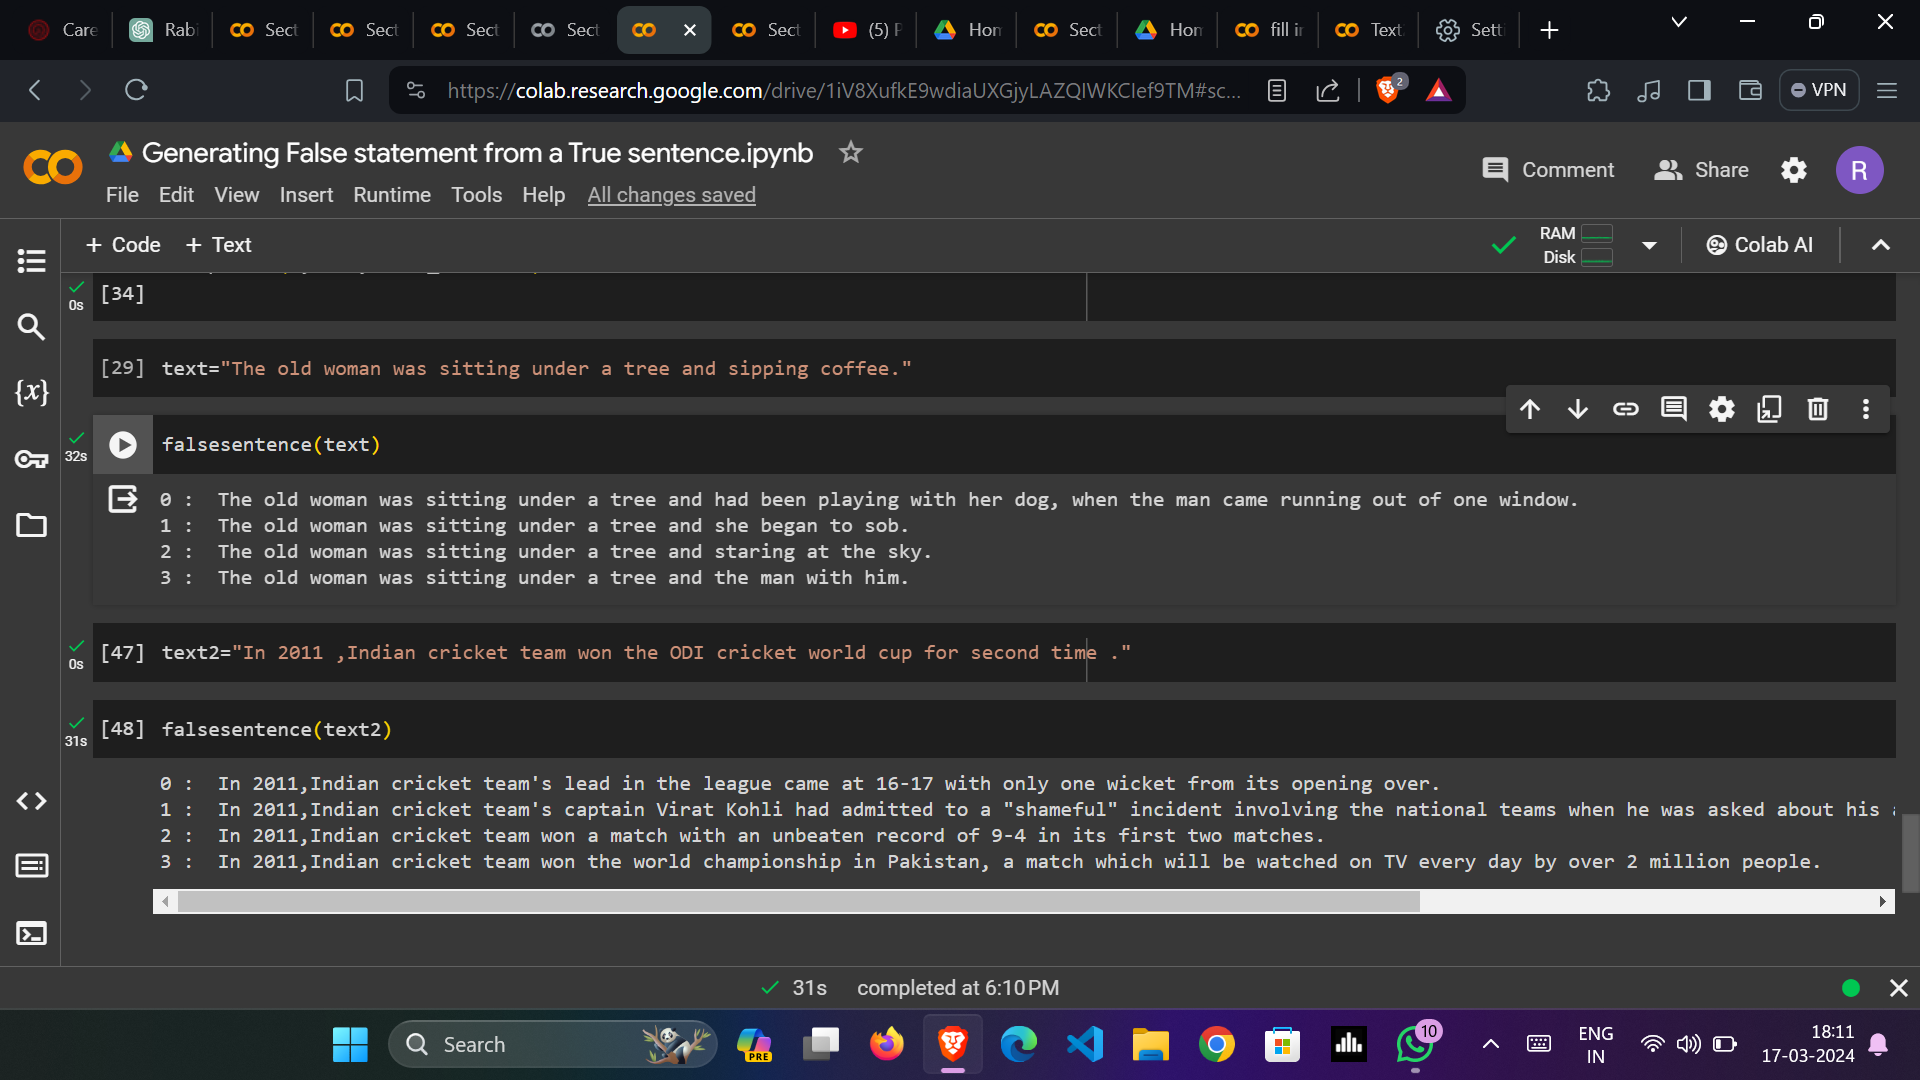 Care
Rabi
Sect
Sect
Sect
Sect
Sect
(5) F
Hom
Sect
Hom
fill in
Text
Setti
https://colab.research.google.com/drive/1iV8XufkE9wdiaUXGjyLAZQIWKCIef9TM#sc...
2
VPN
Generating False statement from a True sentence.ipynb
Comment
Share
R
File Edit View Insert Runtime Tools Help All changes saved
+ Code + Text
RAM
Disk
Colab AI
0s
[34]
[29] text="The old woman was sitting under a tree and sipping coffee."
32s
falsesentence(text)
0 : The old woman was sitting under a tree and had been playing with her dog, when the man came running out of one window.
1 : The old woman was sitting under a tree and she began to sob.
2 : The old woman was sitting under a tree and staring at the sky.
3 : The old woman was sitting under a tree and the man with him.
0s
[47] text2="In 2011 ,Indian cricket team won the ODI cricket world cup for second time ."
31s
[48] falsesentence(text2)
0 : In 2011,Indian cricket team's lead in the league came at 16-17 with only one wicket from its opening over.
1 : In 2011,Indian cricket team's captain Virat Kohli had admitted to a "shameful" incident involving the national teams when he was asked about his
2 : In 2011,Indian cricket team won a match with an unbeaten record of 9-4 in its first two matches.
3 : In 2011,Indian cricket team won the world championship in Pakistan, a match which will be watched on TV every day by over 2 million people.
{x}
31s completed at 6:10 PM
Search
PRE
10
ENG
IN
18:11
17-03-2024